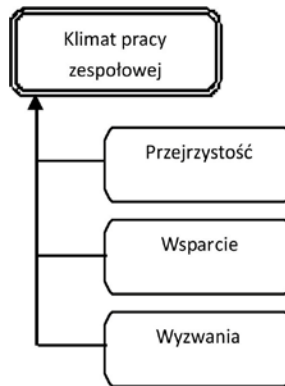 Klimat pracy
zespołowej
Przejrzystość
Wsparcie
Wyzwania